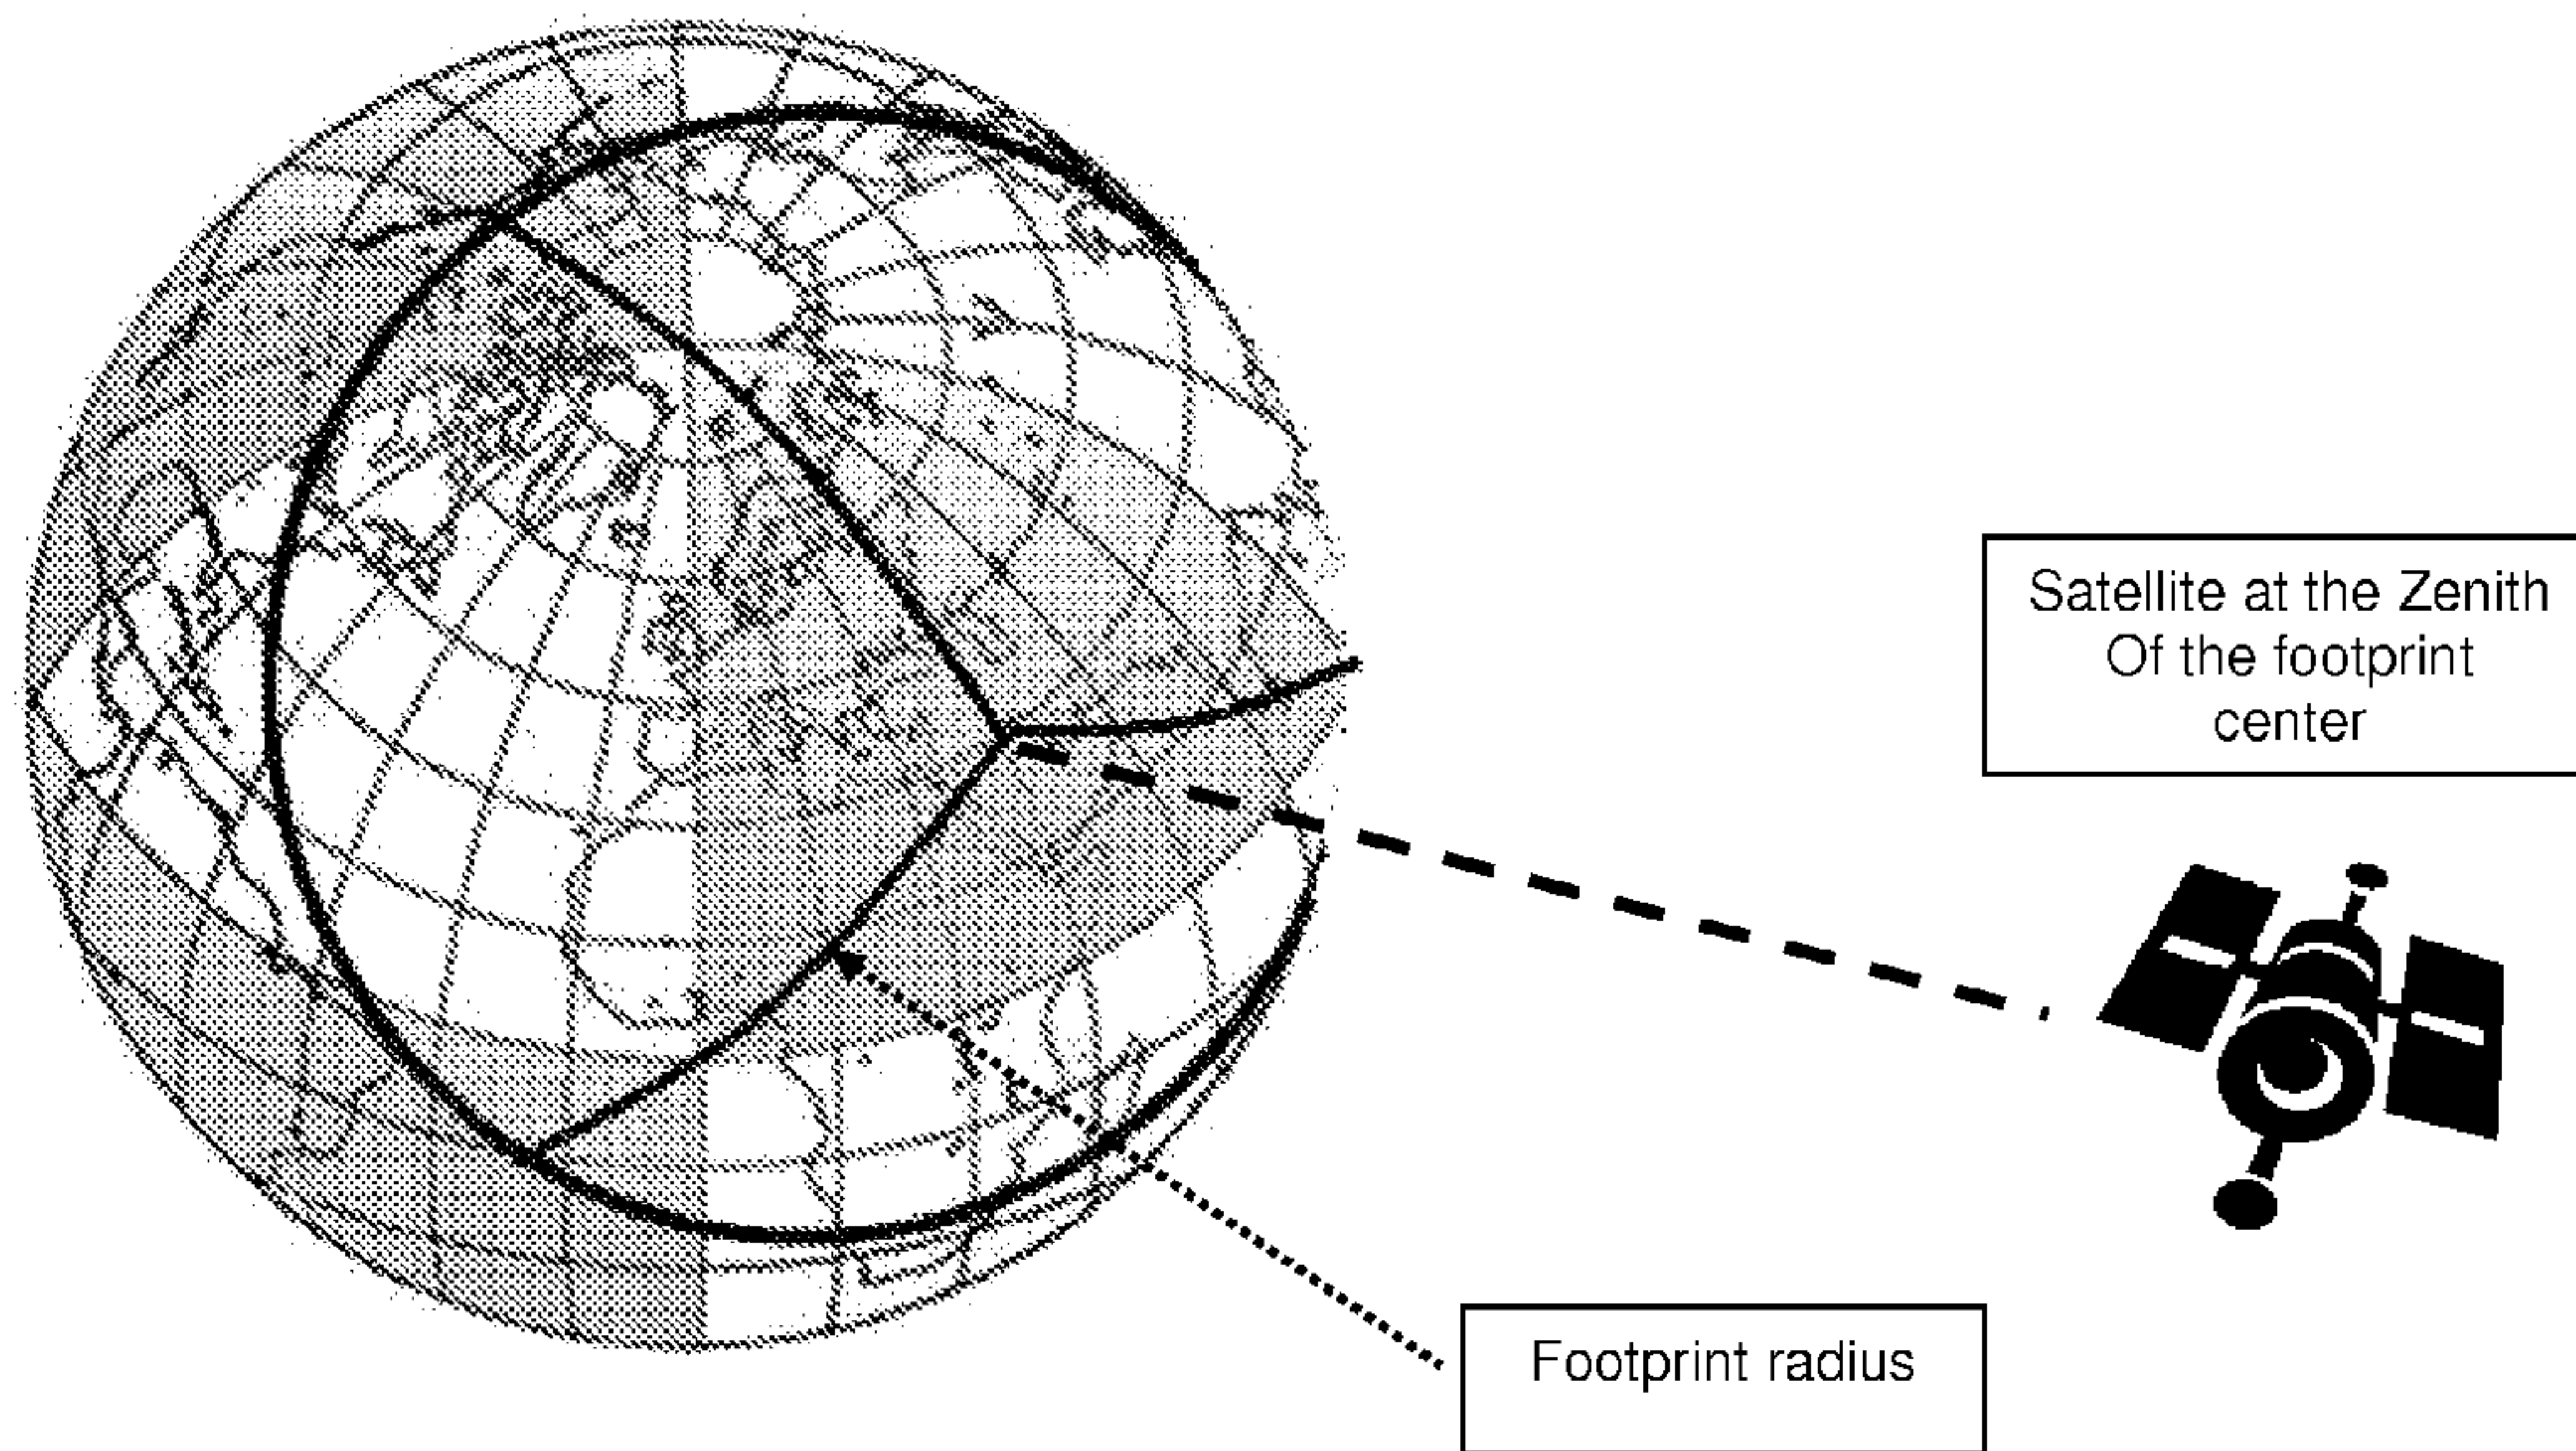 Satellite at the Zenith
Of the footprint
center
Footprint radius